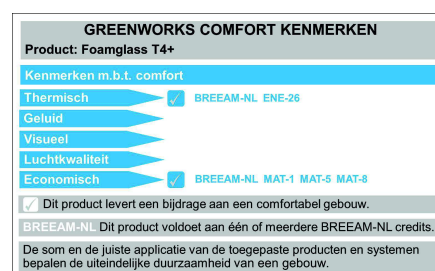 GREENWORKS COMFORT KENMERKEN
Product: Foamglass T4+
Kenmerken m.b.t. comfort
Thermisch BREEAM-NL ENE-26
Geluid
Visueel
Luchtkwaliteit
Economisch BREEAM-NL MAT-1 MAT-5 MAT-8
Dit product levert een bijdrage aan een comfortabel gebouw.
BREEAM-NL Dit product voldoet aan één of meerdere BREEAM-NL credits.
De som en de juiste applicatie van de toegepaste producten en systemen
bepalen de uiteindelijke duurzaamheid van een gebouw.